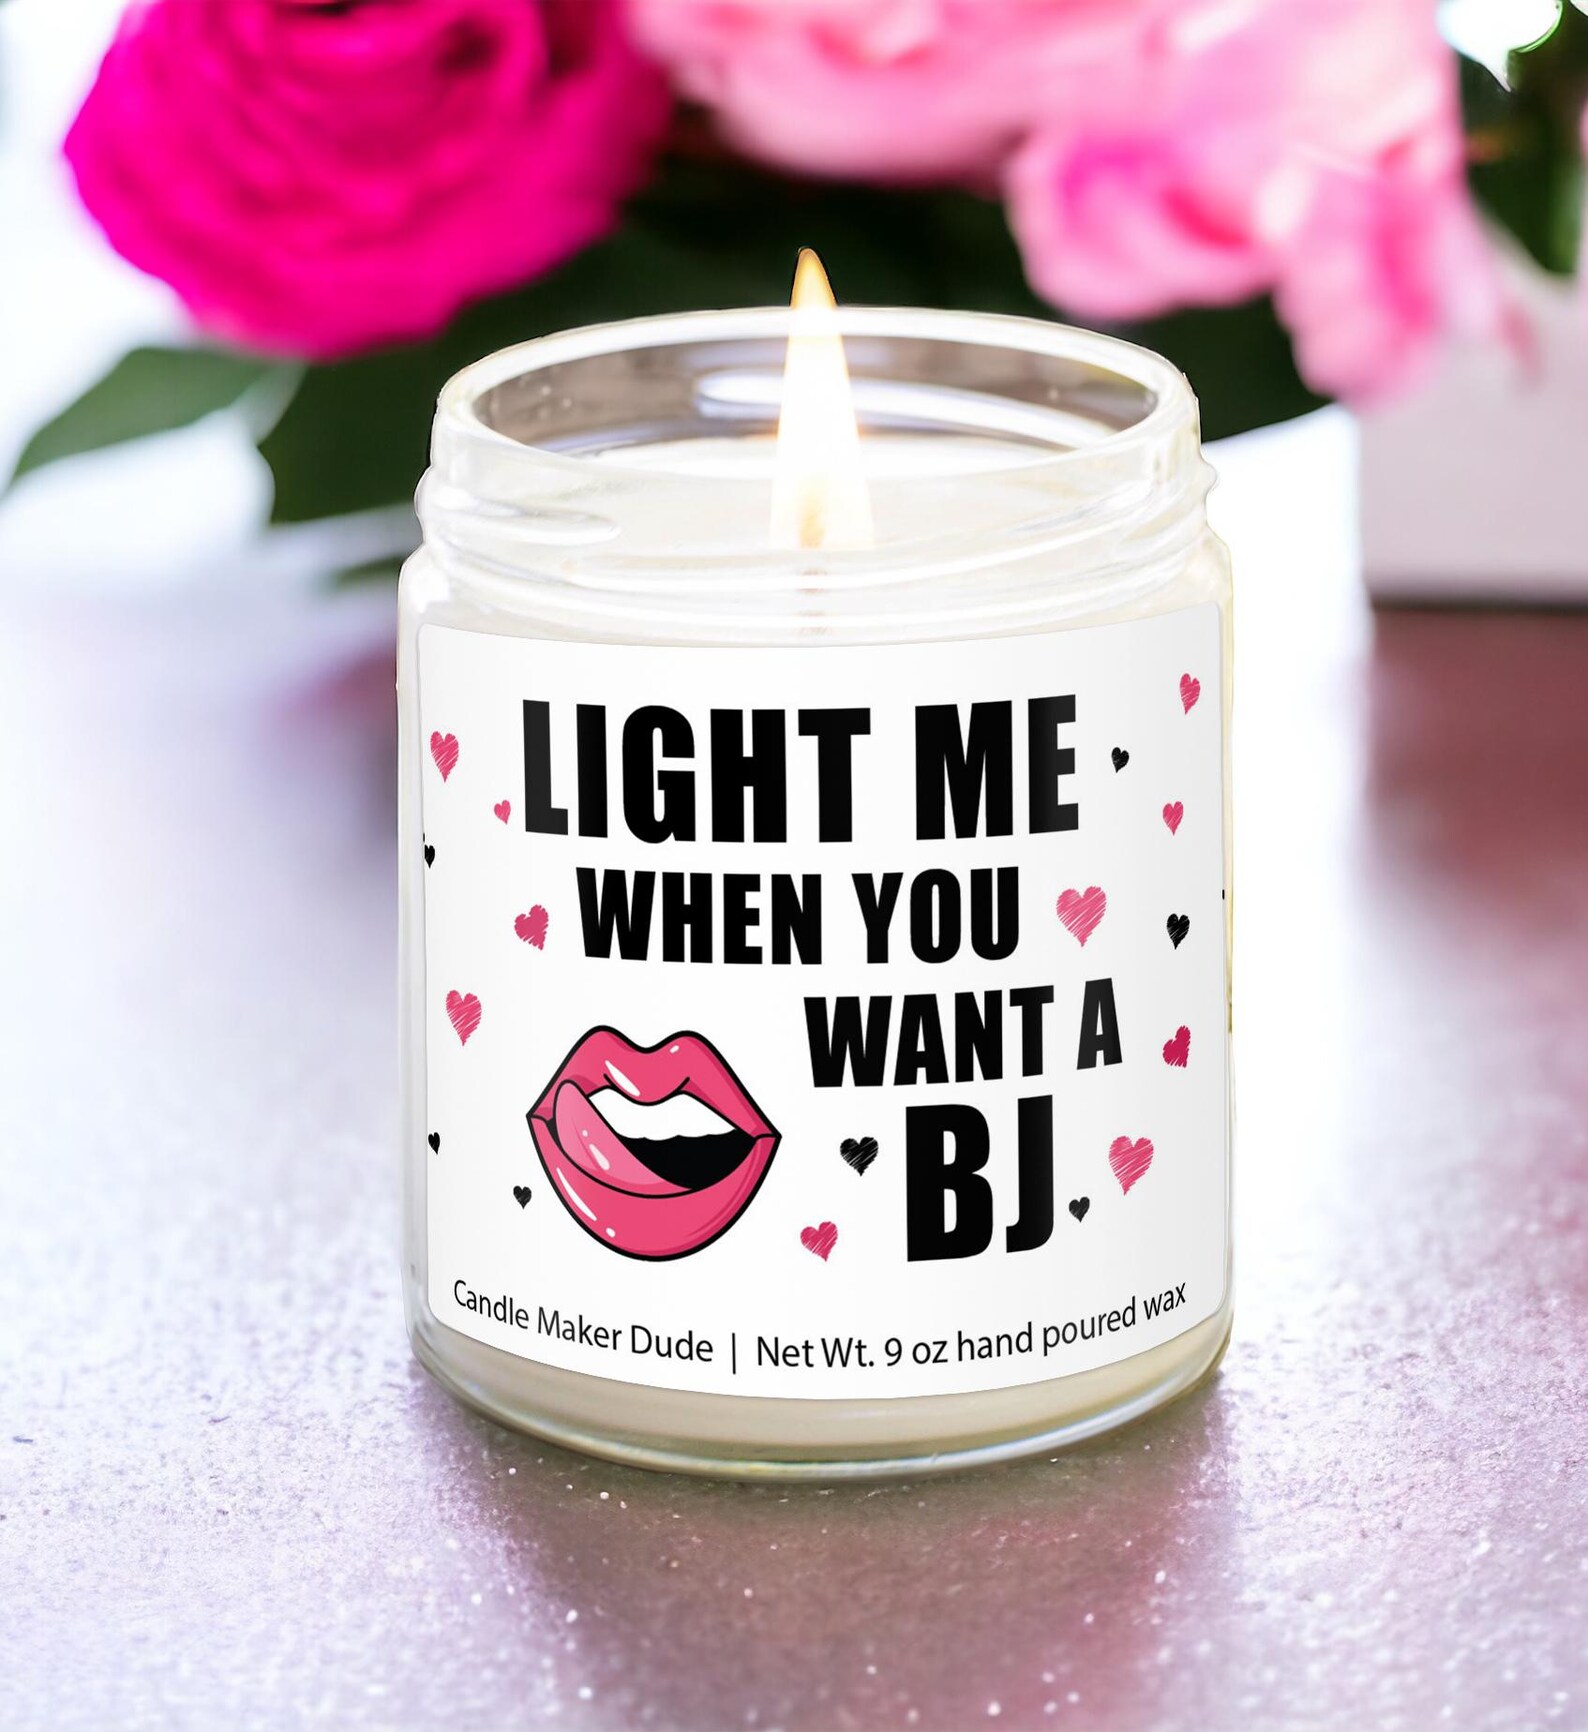 LIGHT ME
WHEN YOU
WANT A
BJ
Candle Maker Dude | Net Wt. 9 oz hand poured wax